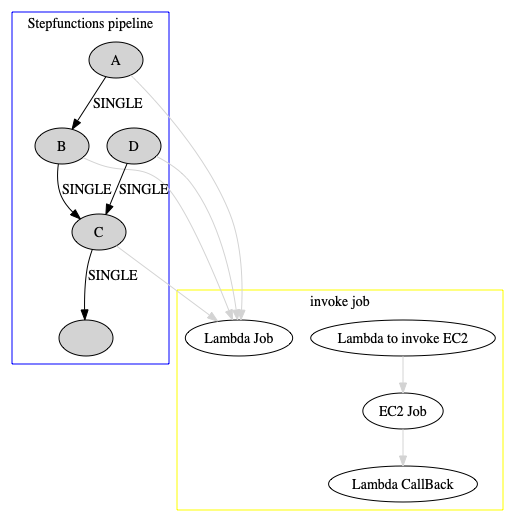 Stepfunctions pipeline
A
SINGLE
B
D
SINGLE
SINGLE
C
SINGLE
invoke job
Lambda Job
Lambda to invoke EC2
EC2 Job
Lambda CallBack